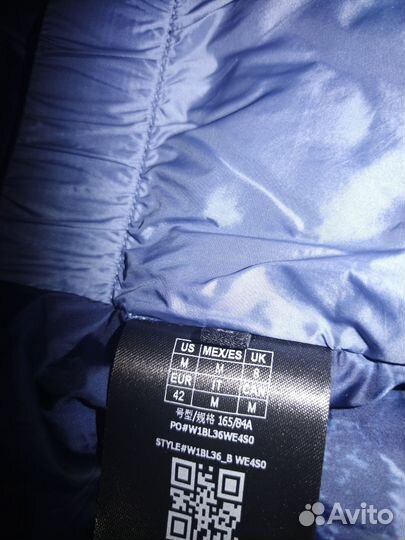 US MEX/ES UK
M M S
EUR IT CAN
42 M M
号型/规格 165/84A
PO#W1BL36WE4S0
STYLE#W1BL36_B WE4S0
Avito